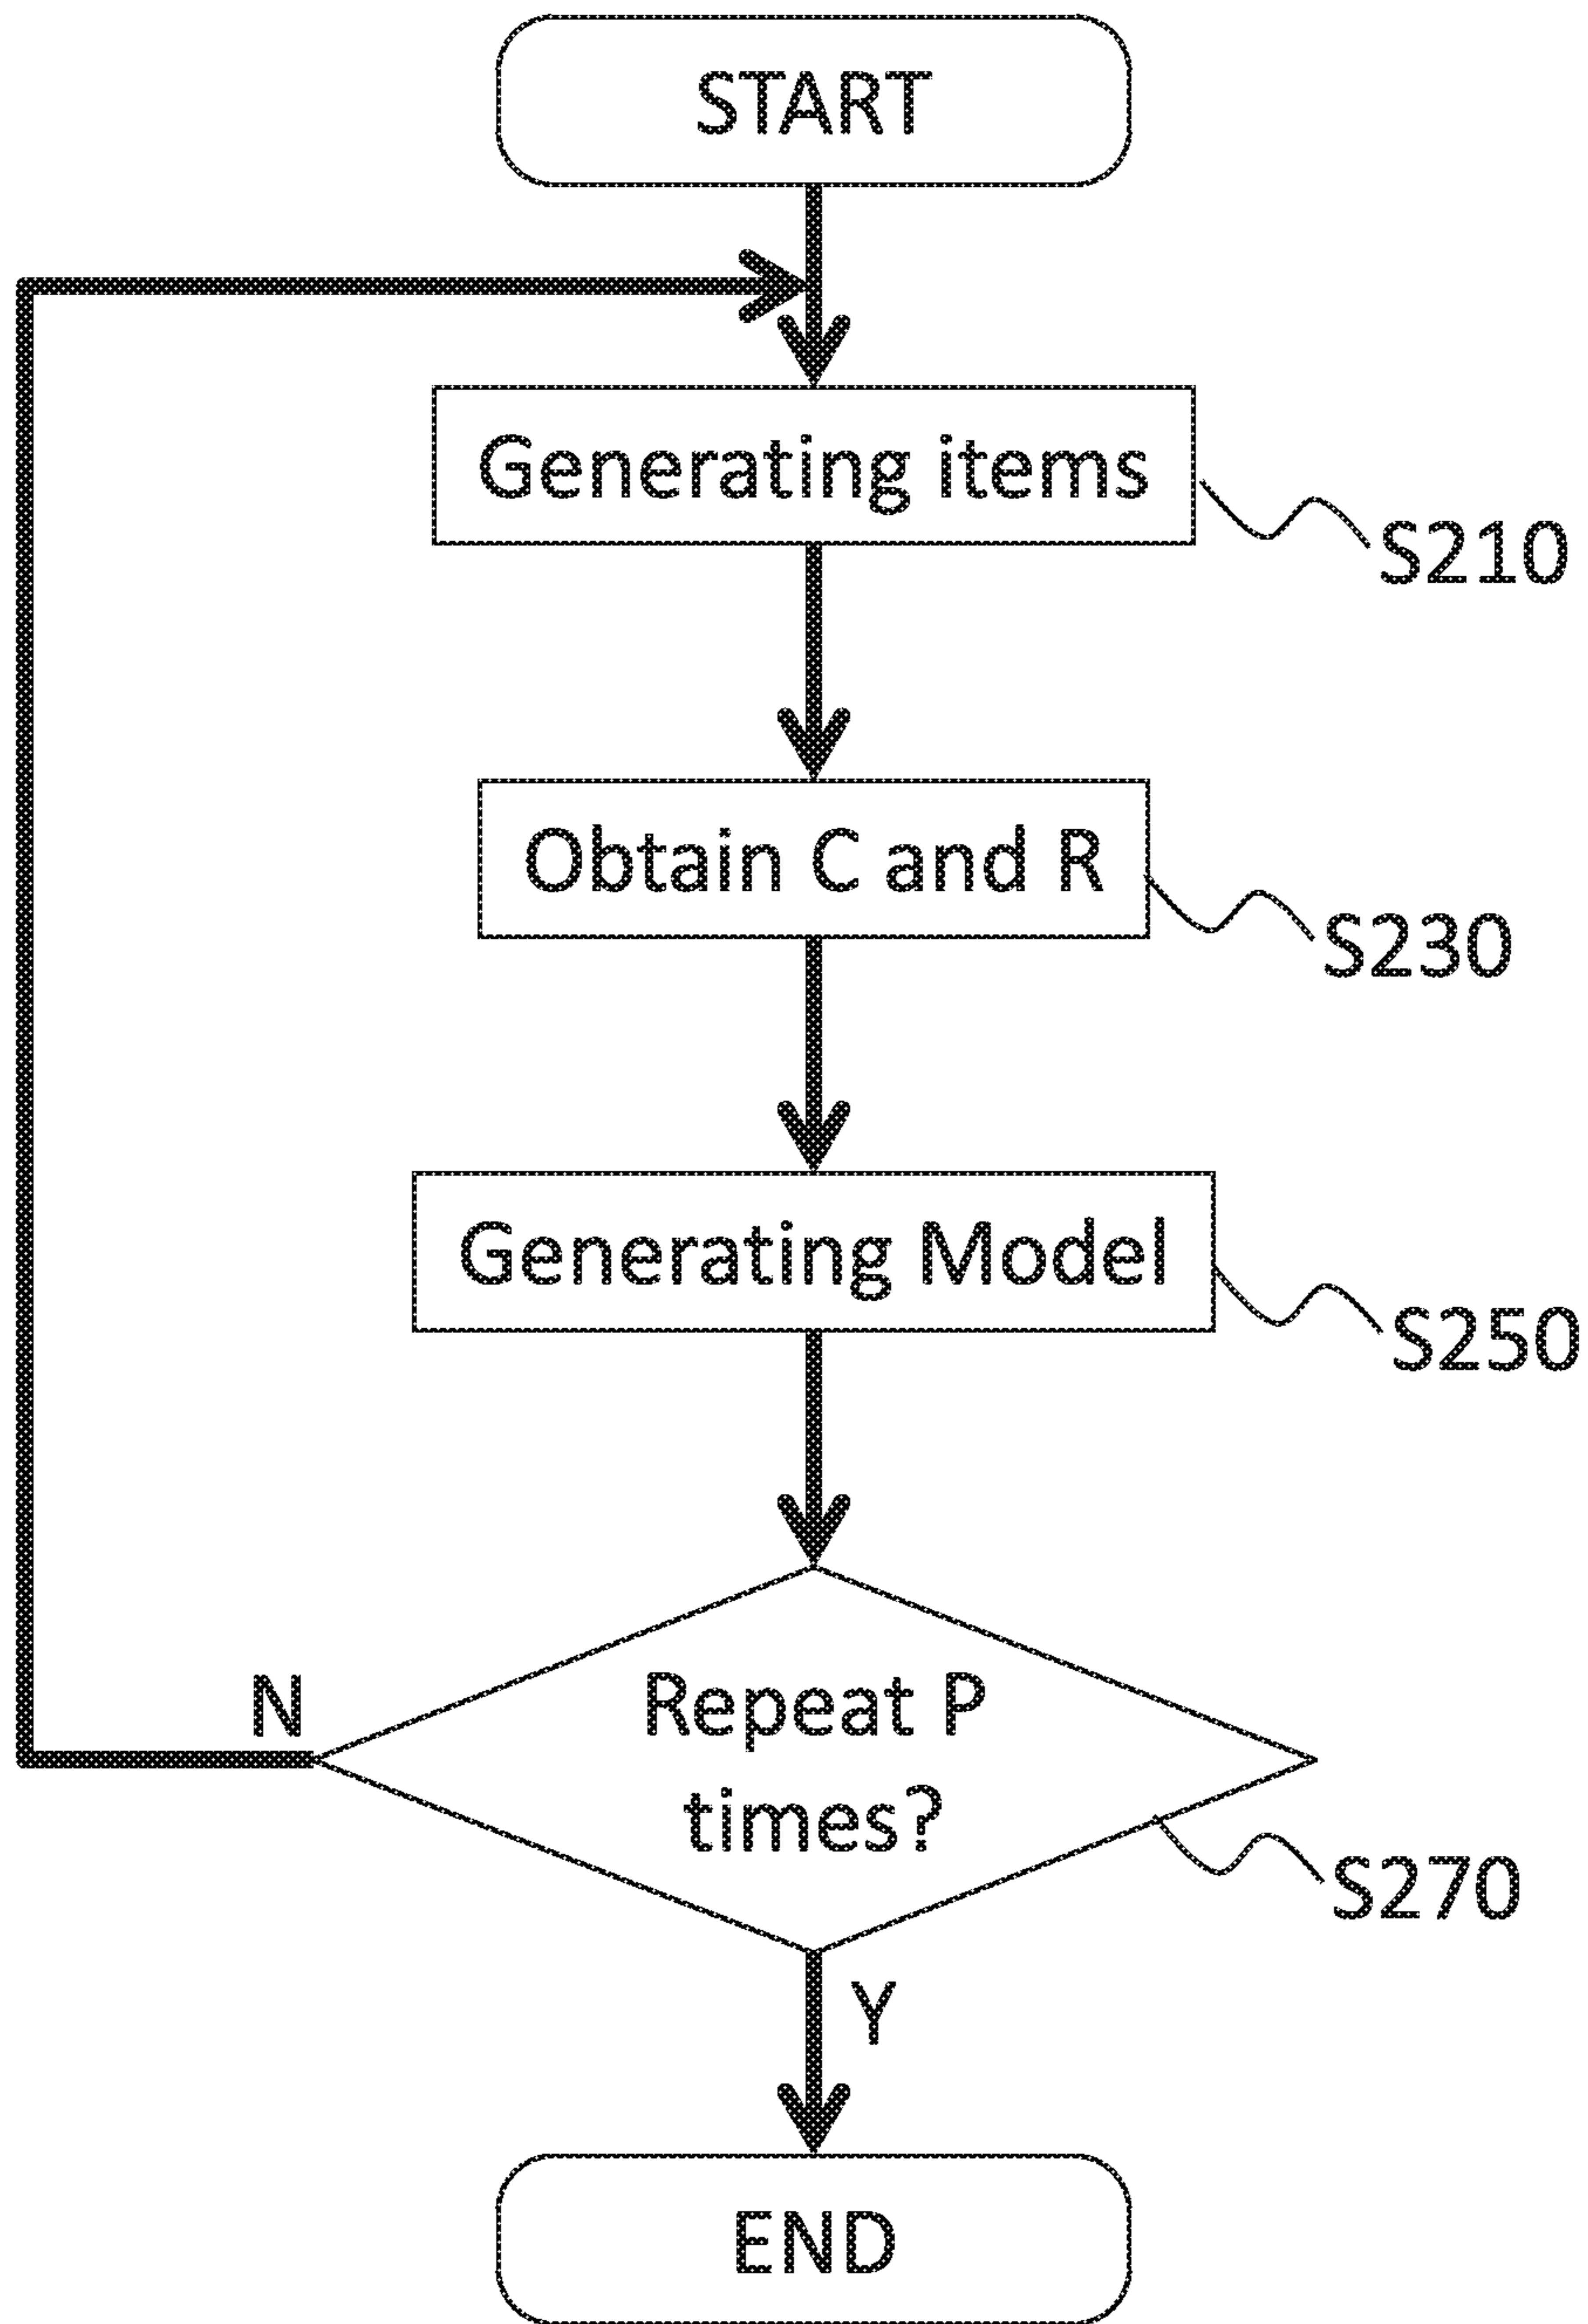 START
Generating items
S210
Obtain C and R
S230
Generating Model
S250
N
Repeat P
times?
S270
Y
END